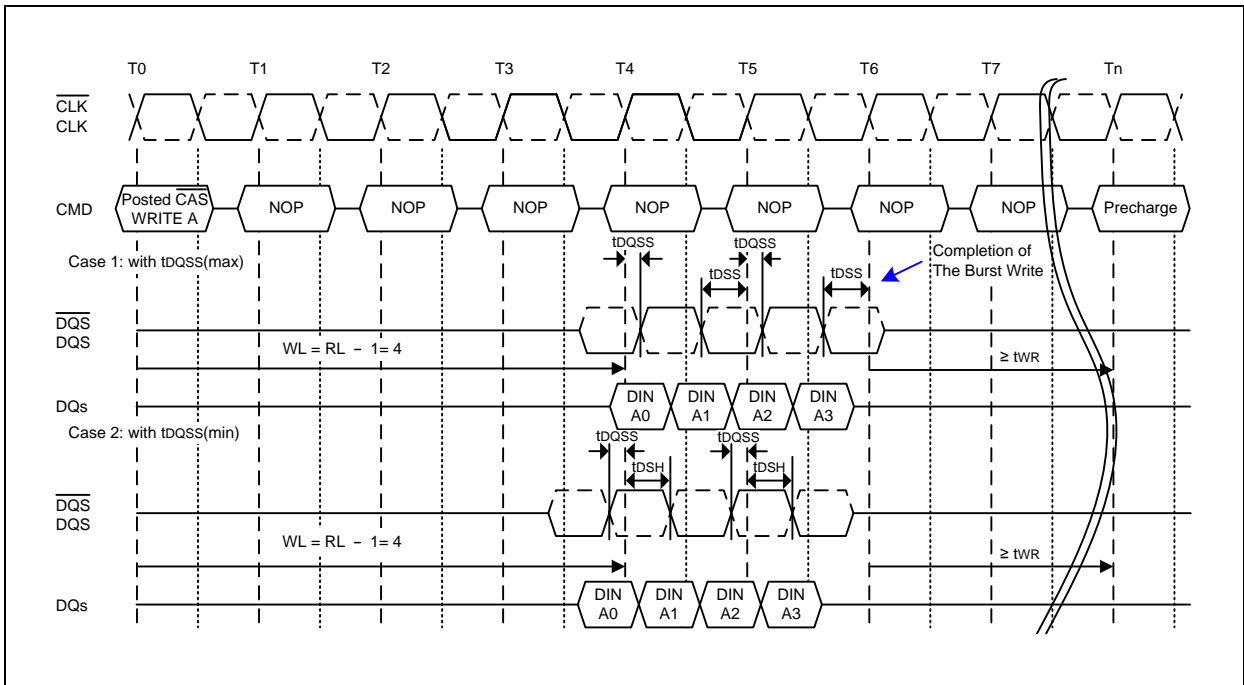 T0 T1 T2 T3 T4 T5 T6 T7 Tn
CLK
CLK
CMD
Posted CAS
WRITE A
NOP NOP NOP NOP NOP NOP NOP Precharge
Case 1: with tDQSS(max)
tDQSS tDQSS
tDSS tDSS
Completion of
The Burst Write
DQS
DQS
WL = RL − 1= 4
≥ tWR
DQs
DIN
A0
DIN
A1
DIN
A2
DIN
A3
Case 2: with tDQSS(min)
tDQSS tDQSS
tDSH tDSH
DQS
DQS
WL = RL − 1= 4
≥ tWR
DQs
DIN
A0
DIN
A1
DIN
A2
DIN
A3